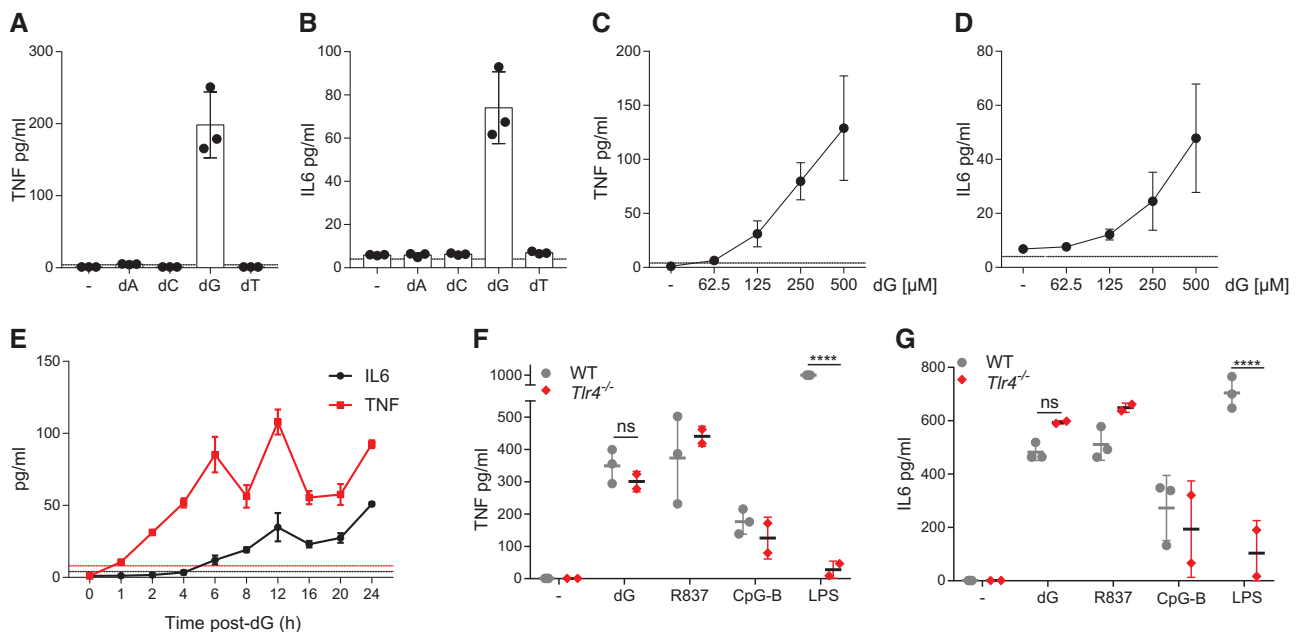 A
TNF pg/ml
300
200
100
0
- dA dC dG dT
B
IL6 pg/ml
100
80
60
40
20
0
- dA dC dG dT
C
TNF pg/ml
200
150
100
50
0
- 62.5 125 250 500 dG [µM]
D
IL6 pg/ml
80
60
40
20
0
- 62.5 125 250 500 dG [µM]
E
pg/ml
150
100
50
0
IL6
TNF
0 1 2 4 6 8 12 16 20 24
Time post-dG (h)
F
TNF pg/ml
1000
500
400
300
200
100
0
WT
Tlr4-/-
ns
****
- dG R837 CpG-B LPS
G
IL6 pg/ml
800
600
400
200
0
WT
Tlr4-/-
ns
****
- dG R837 CpG-B LPS